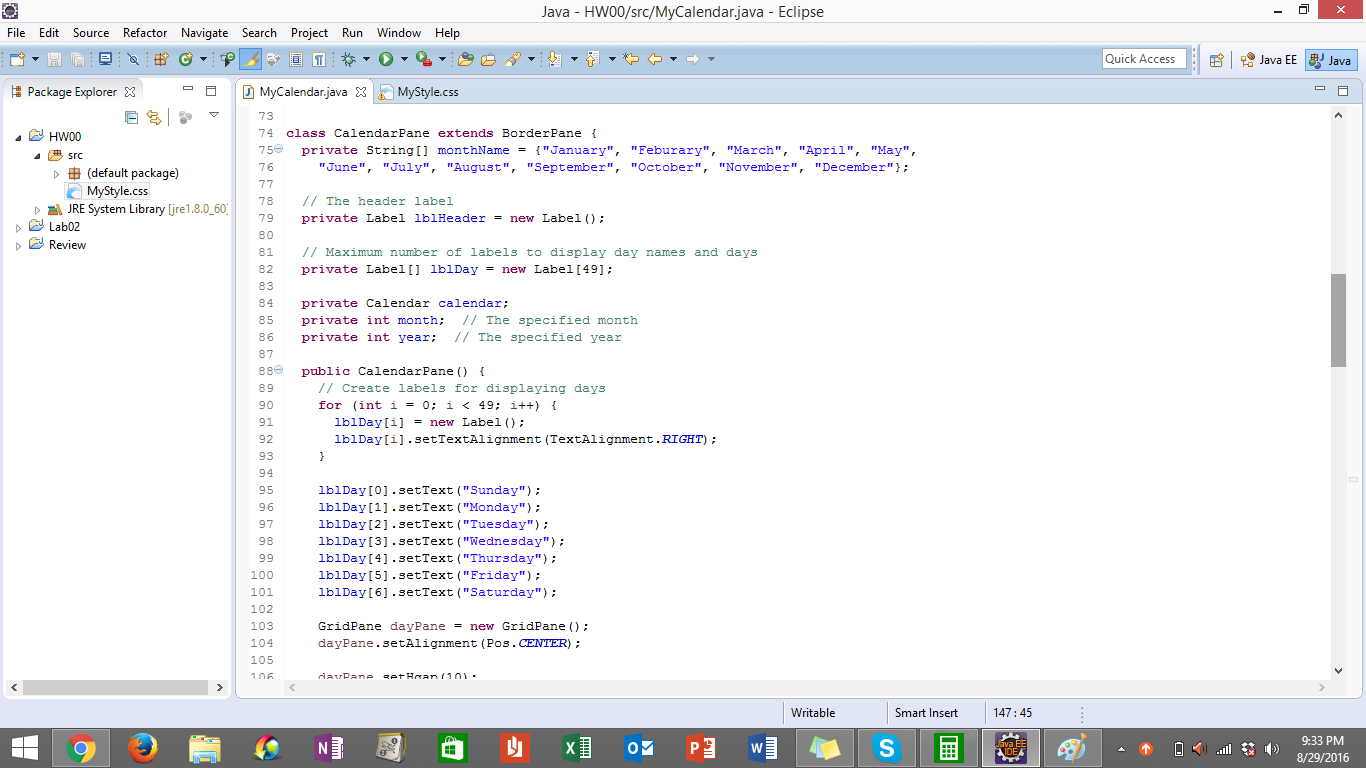 Java - HW00/src/MyCalendar.java - Eclipse
File Edit Source Refactor Navigate Search Project Run Window Help
Quick Access
Java EE
Java
Package Explorer
HW00
src
(default package)
MyStyle.css
JRE System Library [jre1.8.0_60]
Lab02
Review
MyCalendar.java
MyStyle.css
73
74 class CalendarPane extends BorderPane {
75 private String[] monthName = {"January", "Feburary", "March", "April", "May",
76 "June", "July", "August", "September", "October", "November", "December"};
77
78 // The header label
79 private Label lblHeader = new Label();
80
81 // Maximum number of labels to display day names and days
82 private Label[] lblDay = new Label[49];
83
84 private Calendar calendar;
85 private int month; // The specified month
86 private int year; // The specified year
87
88 public CalendarPane() {
89 // Create labels for displaying days
90 for (int i = 0; i < 49; i++) {
91 lblDay[i] = new Label();
92 lblDay[i].setTextAlignment(TextAlignment.RIGHT);
93 }
94
95 lblDay[0].setText("Sunday");
96 lblDay[1].setText("Monday");
97 lblDay[2].setText("Tuesday");
98 lblDay[3].setText("Wednesday");
99 lblDay[4].setText("Thursday");
100 lblDay[5].setText("Friday");
101 lblDay[6].setText("Saturday");
102
103 GridPane dayPane = new GridPane();
104 dayPane.setAlignment(Pos.CENTER);
105
106 dayPane.setHgap(10);
Writable
Smart Insert
147 : 45
9:33 PM
8/29/2016